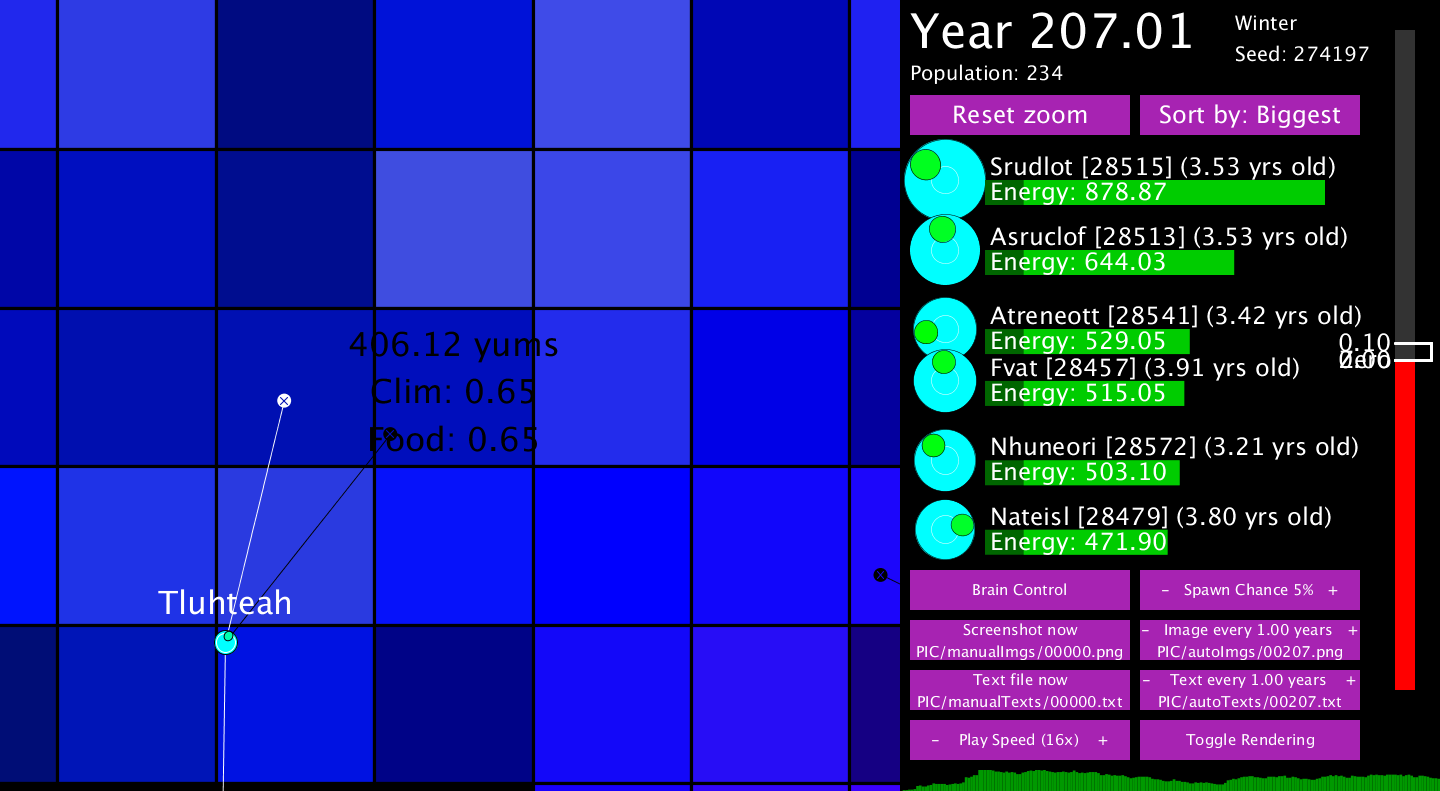 406.12 yums
Clim: 0.65
Food: 0.65
Tluhteah
Year 207.01
Winter
Seed: 274197
Population: 234
Reset zoom
Sort by: Biggest
Srudlot [28515] (3.53 yrs old)
Energy: 878.87
Asruclof [28513] (3.53 yrs old)
Energy: 644.03
Atreneott [28541] (3.42 yrs old)
Energy: 529.05
0.10
Fvat [28457] (3.91 yrs old)
Energy: 515.05
Nhuneori [28572] (3.21 yrs old)
Energy: 503.10
Nateisl [28479] (3.80 yrs old)
Energy: 471.90
Brain Control
- Spawn Chance 5% +
Screenshot now
PIC/manualImgs/00000.png
- Image every 1.00 years +
PIC/autoImgs/00207.png
Text file now
PIC/manualTexts/00000.txt
- Text every 1.00 years +
PIC/autoTexts/00207.txt
- Play Speed (16x) +
Toggle Rendering